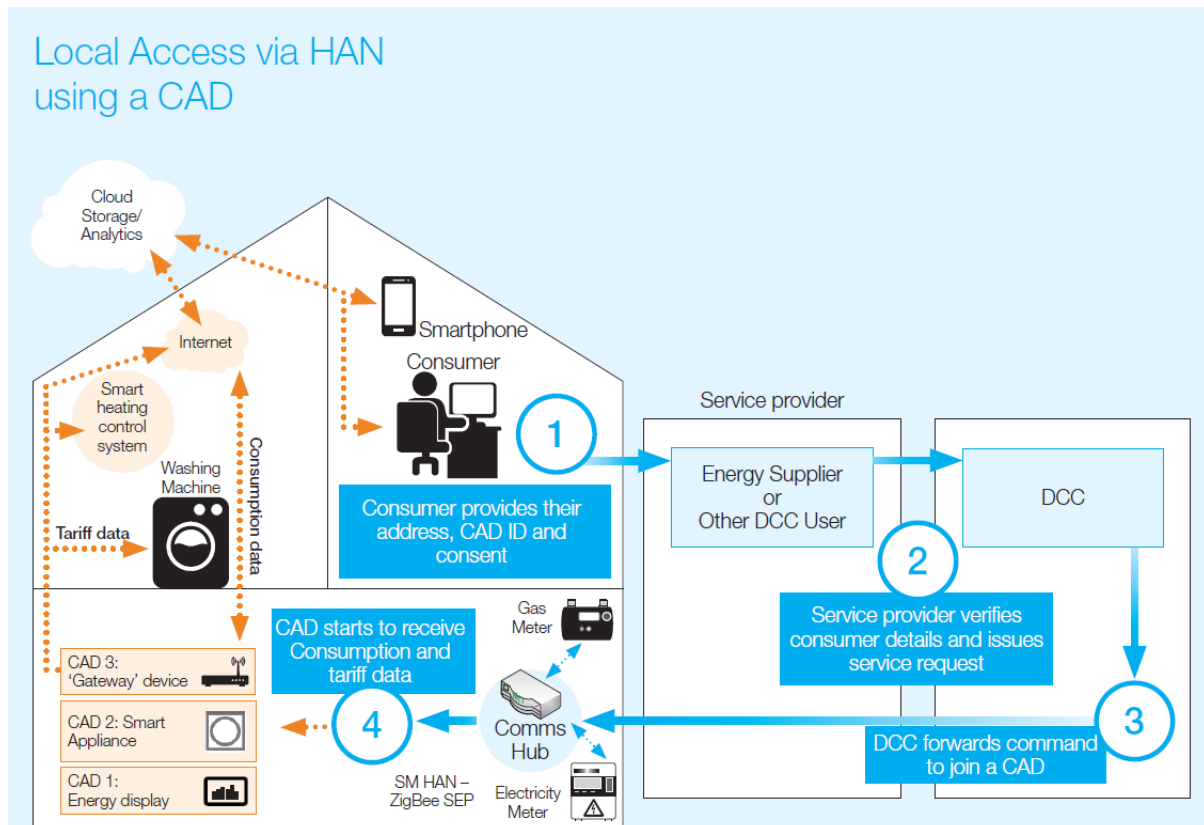 Local Access via HAN
using a CAD
Cloud
Storage/
Analytics
Internet
Smart
heating
control
system
Washing
Machine
Tariff data
Consumption data
Smartphone
Consumer
1
Consumer provides their
address, CAD ID and
consent
Service provider
Energy Supplier
or
Other DCC User
DCC
2
Service provider verifies
consumer details and issues
service request
3
DCC forwards command
to join a CAD
Gas
Meter
Comms
Hub
Electricity
Meter
SM HAN –
ZigBee SEP
4
CAD starts to receive
Consumption and
tariff data
CAD 3:
‘Gateway’ device
CAD 2: Smart
Appliance
CAD 1:
Energy display